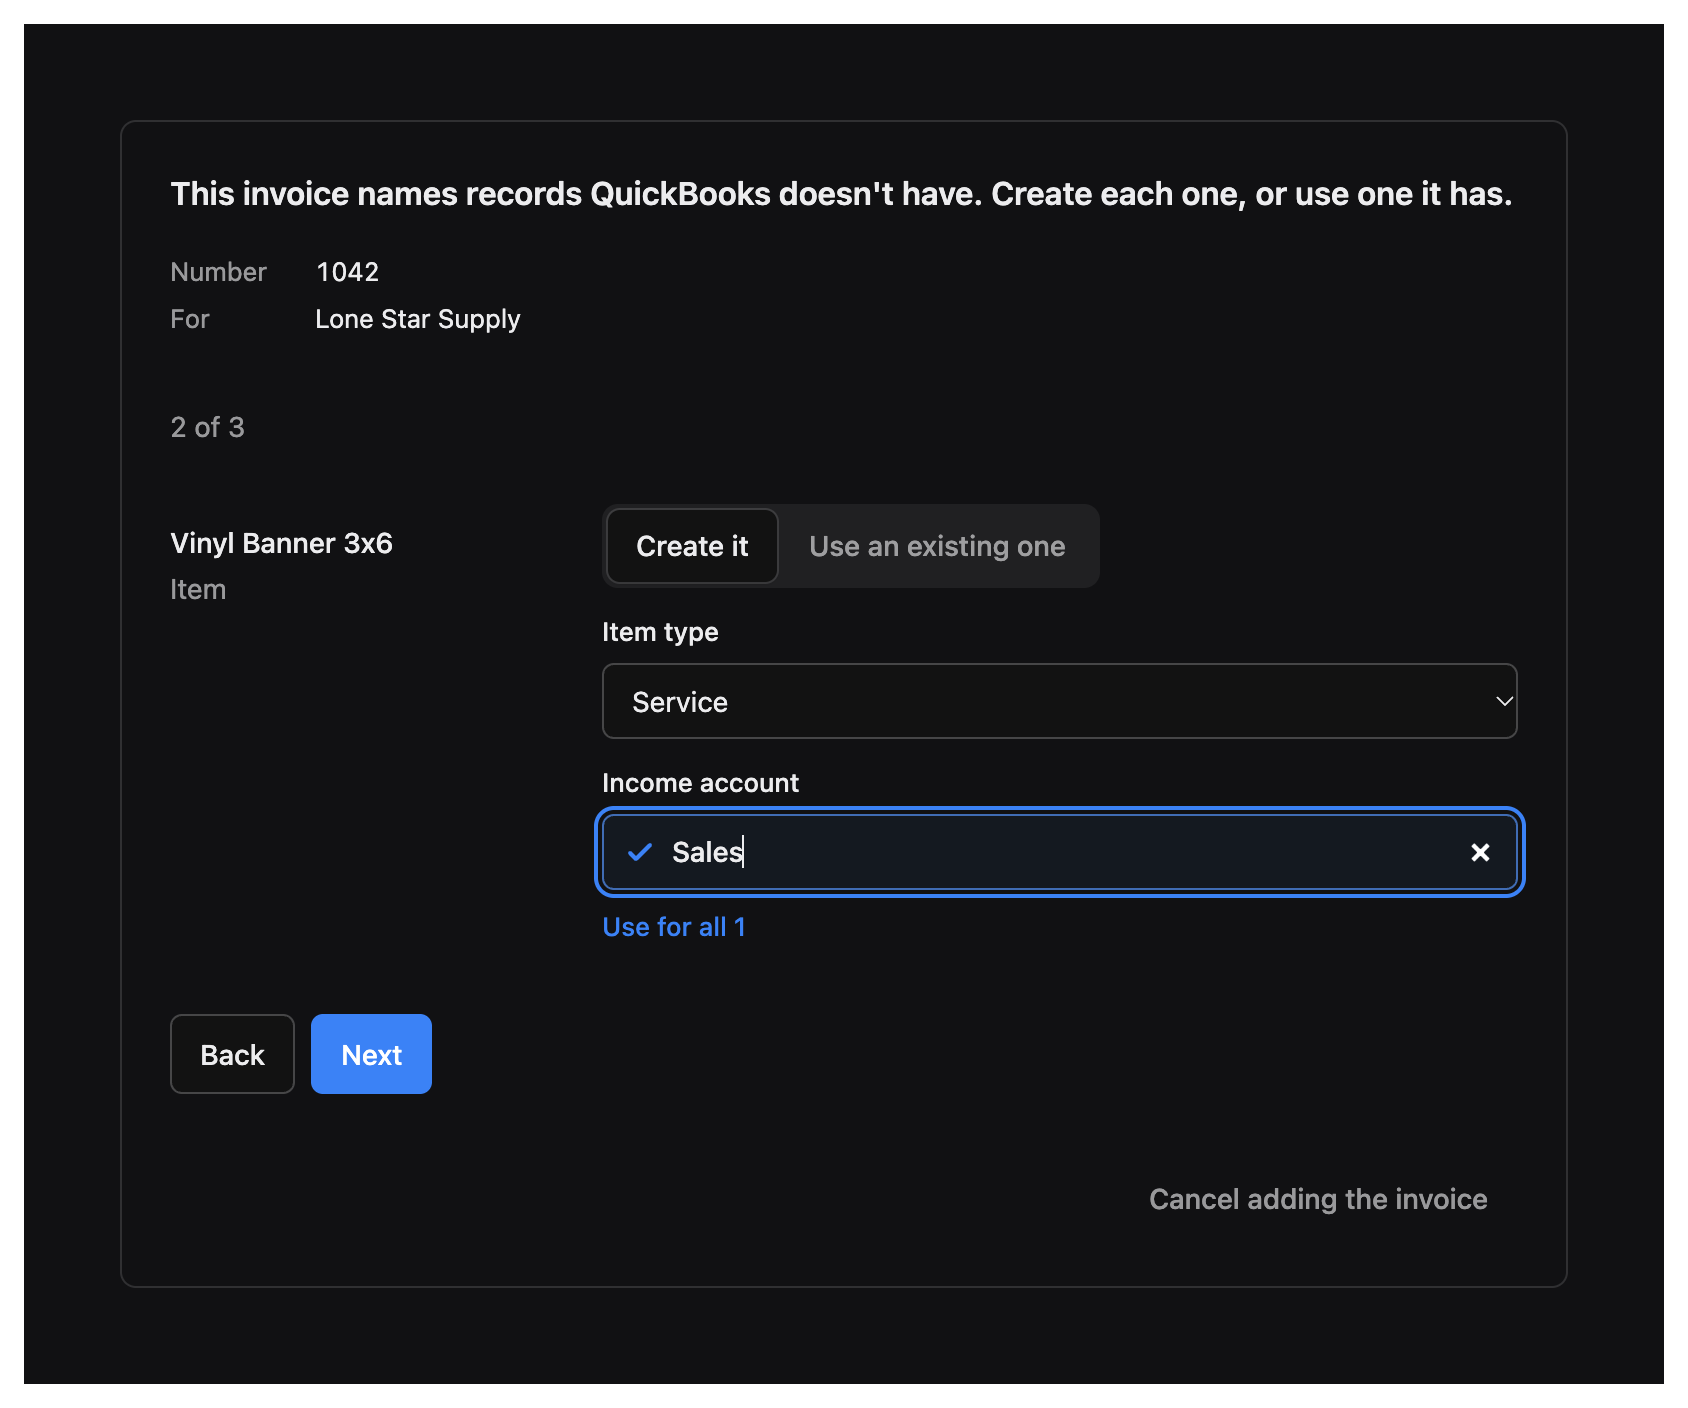 This invoice names records QuickBooks doesn't have. Create each one, or use one it has.
Number 1042
For Lone Star Supply
2 of 3
Vinyl Banner 3x6
Item
Create it Use an existing one
Item type
Service
Income account
Sales
Use for all 1
Back Next
Cancel adding the invoice